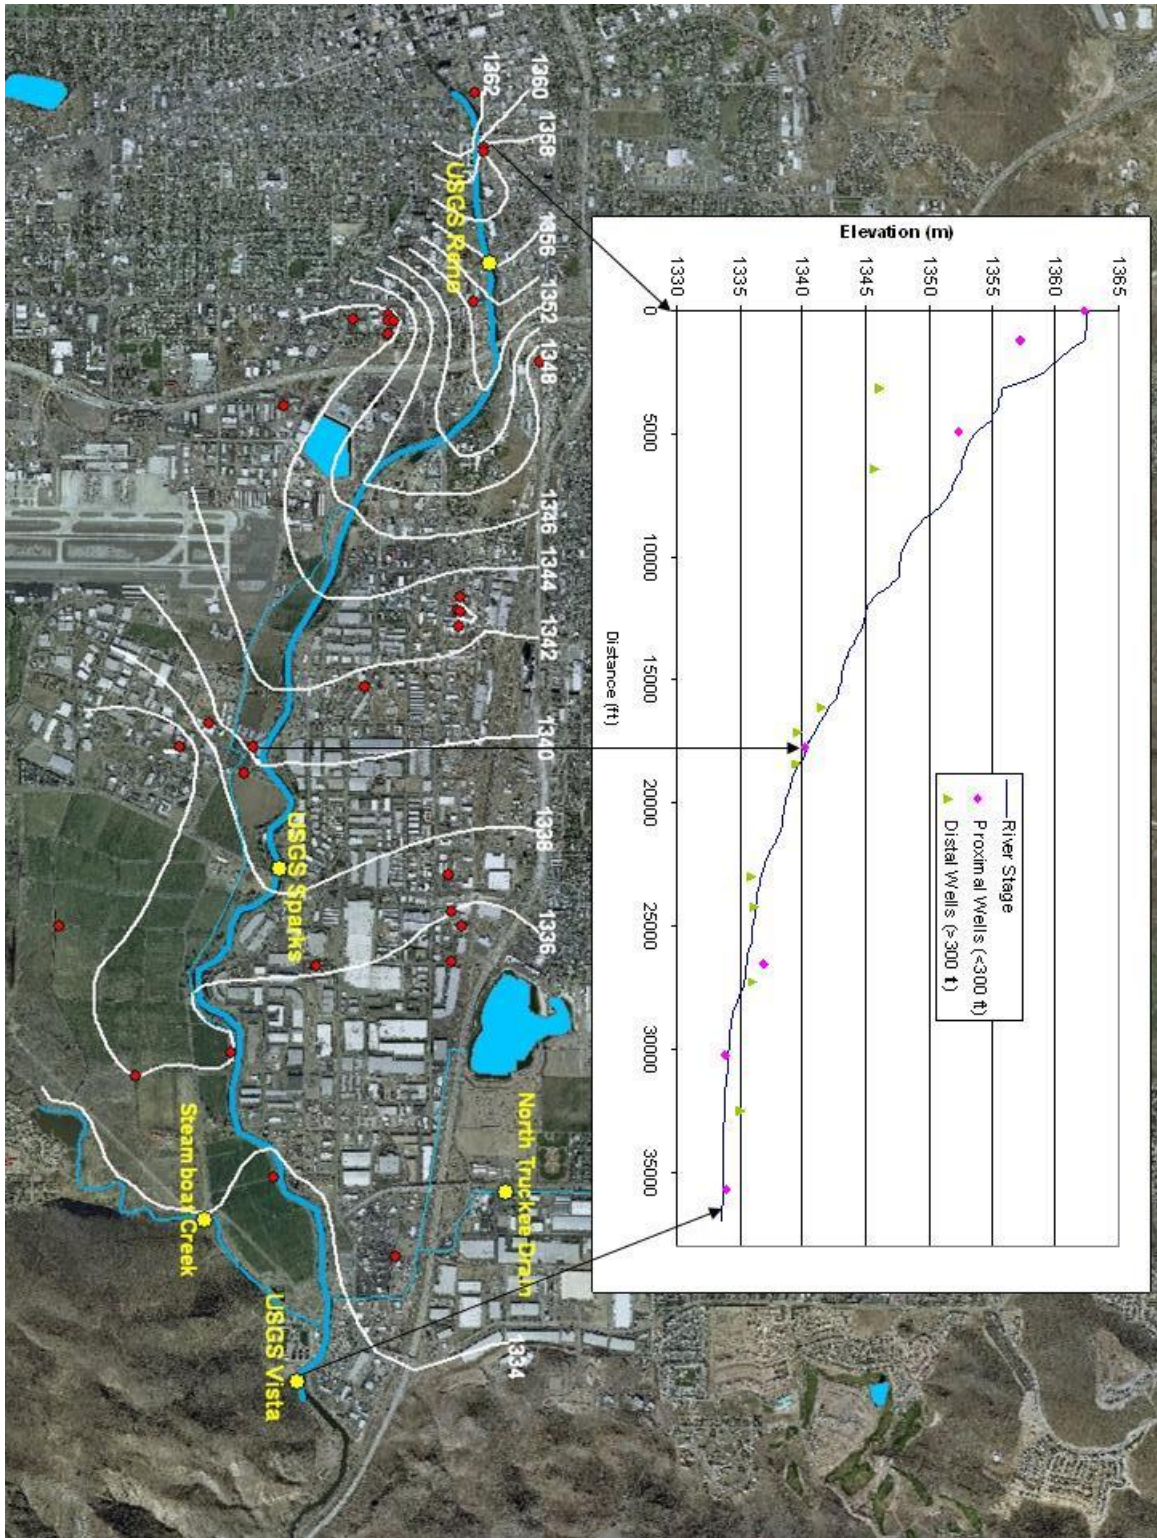 1362
1360
1358
1356
1352
1348
1346
1344
1342
1340
1338
1336
1334
USGS Reno
USGS Sparks
USGS Vista
Steamboat Creek
North Truckee Drain
Elevation (m)
1365
1360
1355
1350
1345
1340
1335
1330
0
5000
10000
15000
20000
25000
30000
35000
Distance (ft)
River Stage
Proximal Wells (<300 ft)
Distal Wells (>300 ft)